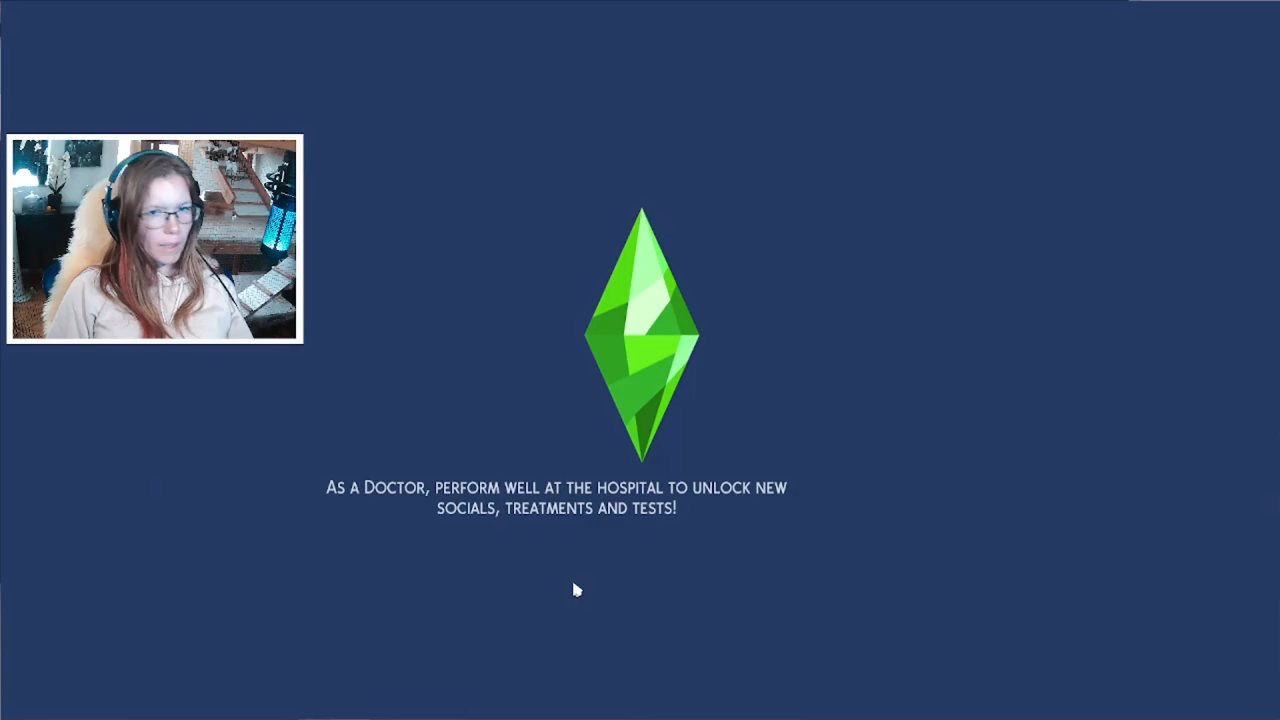 As a Doctor, perform well at the hospital to unlock new
socials, treatments and tests!